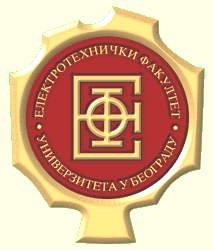 • ЕЛЕКТРОТЕХНИЧКИ ФАКУЛТЕТ •
УНИВЕРЗИТЕТА У БЕОГРАДУ